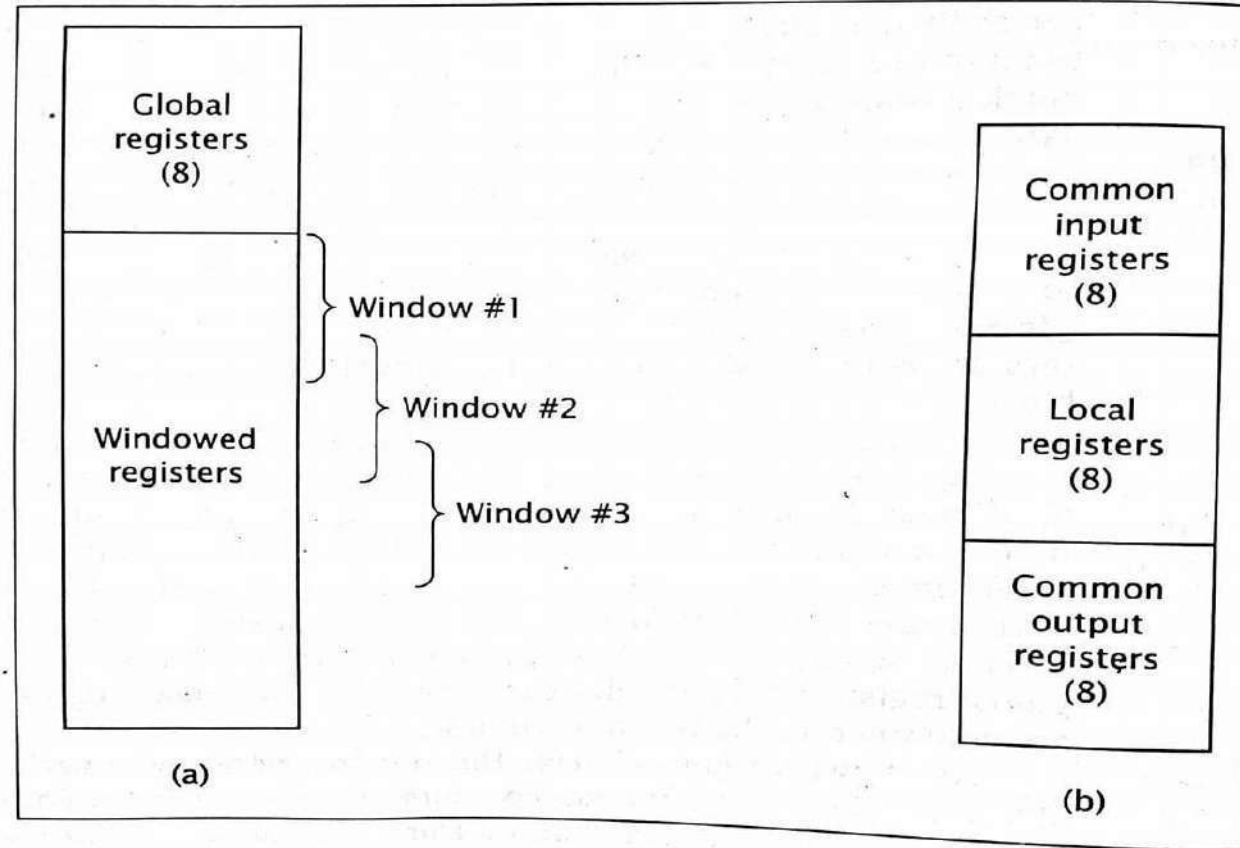 Global
registers
(8)
Windowed
registers
Window #1
Window #2
Window #3
(a)
Common
input
registers
(8)
Local
registers
(8)
Common
output
registers
(8)
(b)